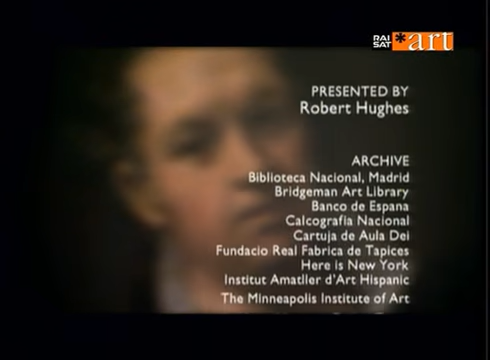 RAI
SAT
*art
PRESENTED BY
Robert Hughes
ARCHIVE
Biblioteca Nacional, Madrid
Bridgeman Art Library
Banco de Espana
Calcografia Nacional
Cartuja de Aula Dei
Fundacio Real Fabrica de Tapices
Here is New York
Institut Amatller d'Art Hispanic
The Minneapolis Institute of Art